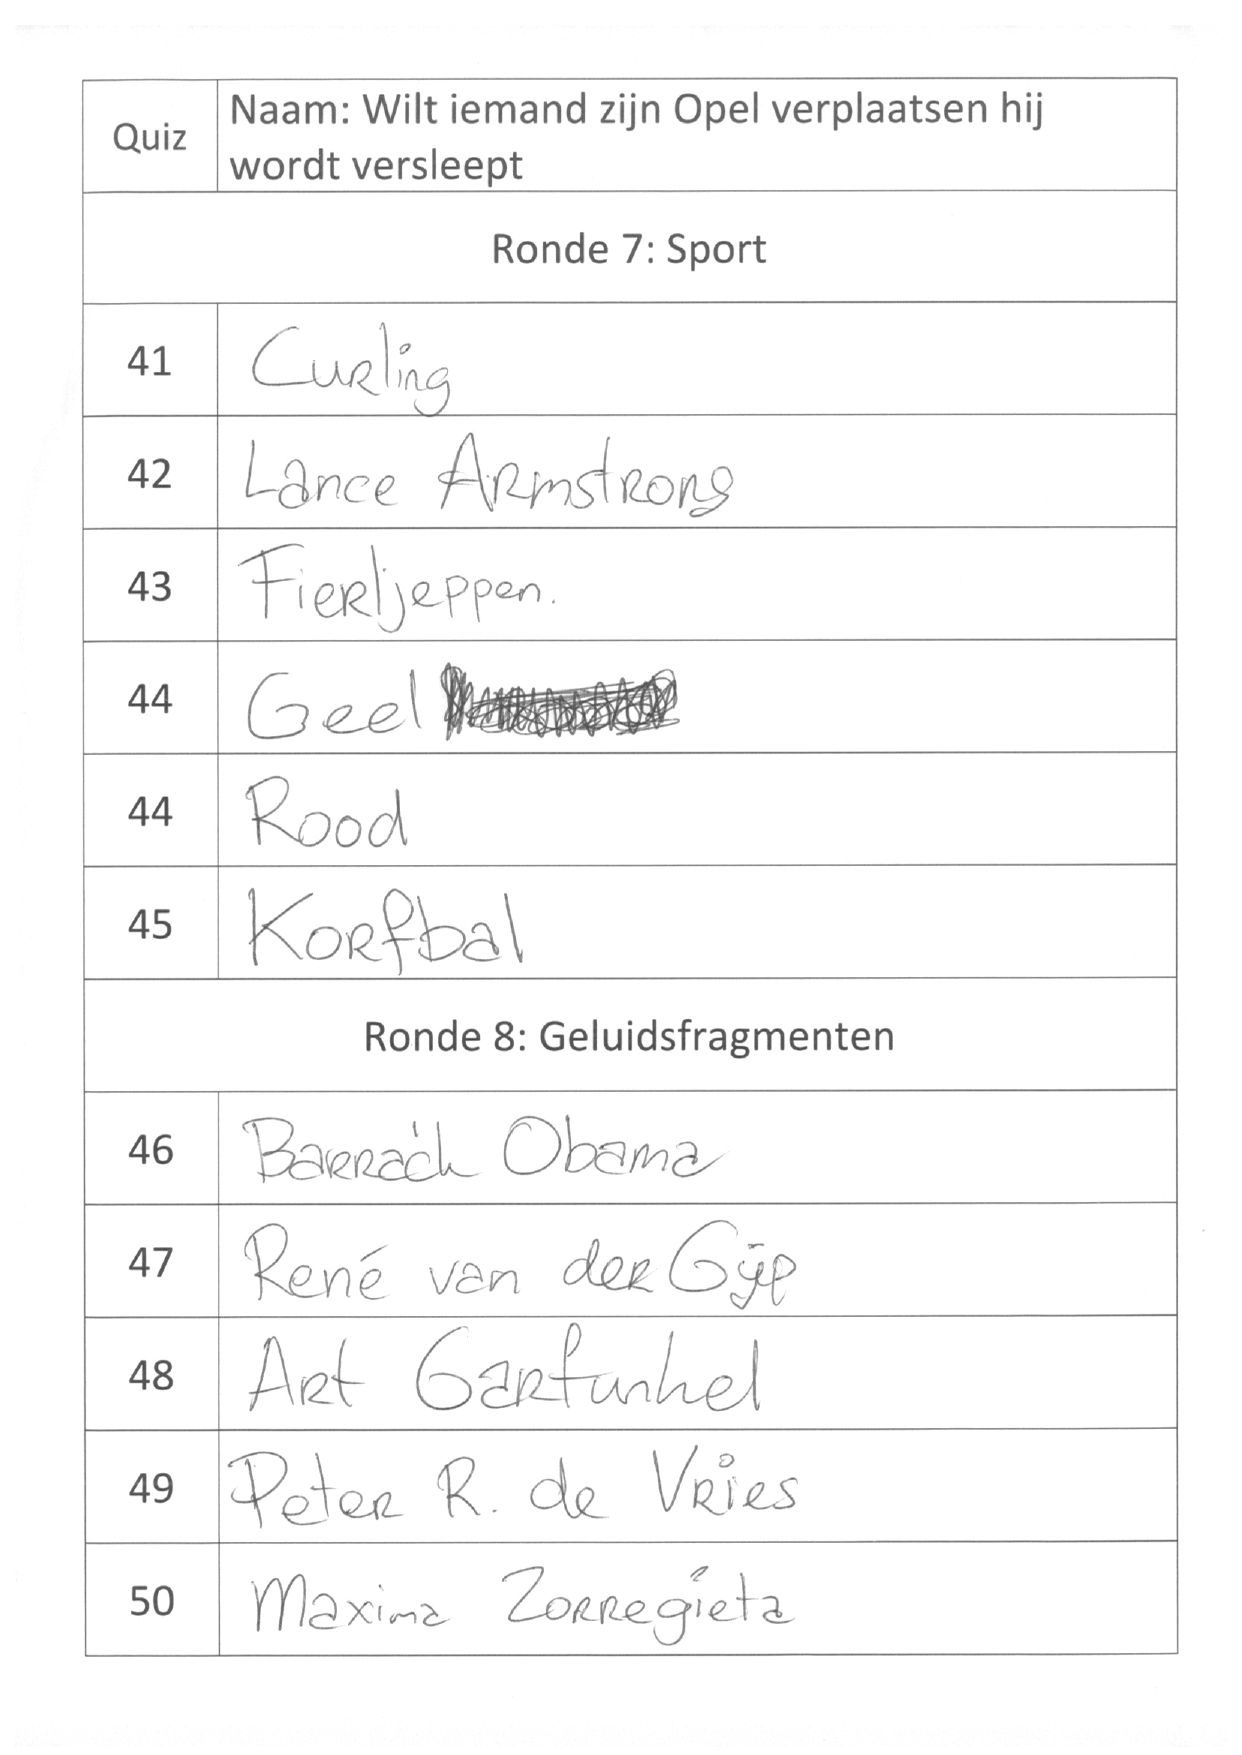 Quiz
Naam: Wilt iemand zijn Opel verplaatsen hij
wordt versleept
Ronde 7: Sport
41 Curling
42 Lance Armstrong
43 Fierljeppen.
44 Geel
44 Rood
45 Korfbal
Ronde 8: Geluidsfragmenten
46 Barrach Obama
47 René van der Gijp
48 Art Garfunkel
49 Peter R. de Vries
50 Maxima Zorregieta